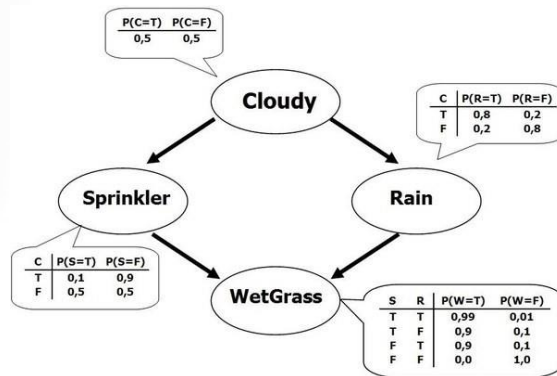 P(C=T) P(C=F)
0,5 0,5
Cloudy
C P(R=T) P(R=F)
T 0,8 0,2
F 0,2 0,8
Sprinkler
Rain
C P(S=T) P(S=F)
T 0,1 0,9
F 0,5 0,5
WetGrass
S R P(W=T) P(W=F)
T T 0,99 0,01
T F 0,9 0,1
F T 0,9 0,1
F F 0,0 1,0